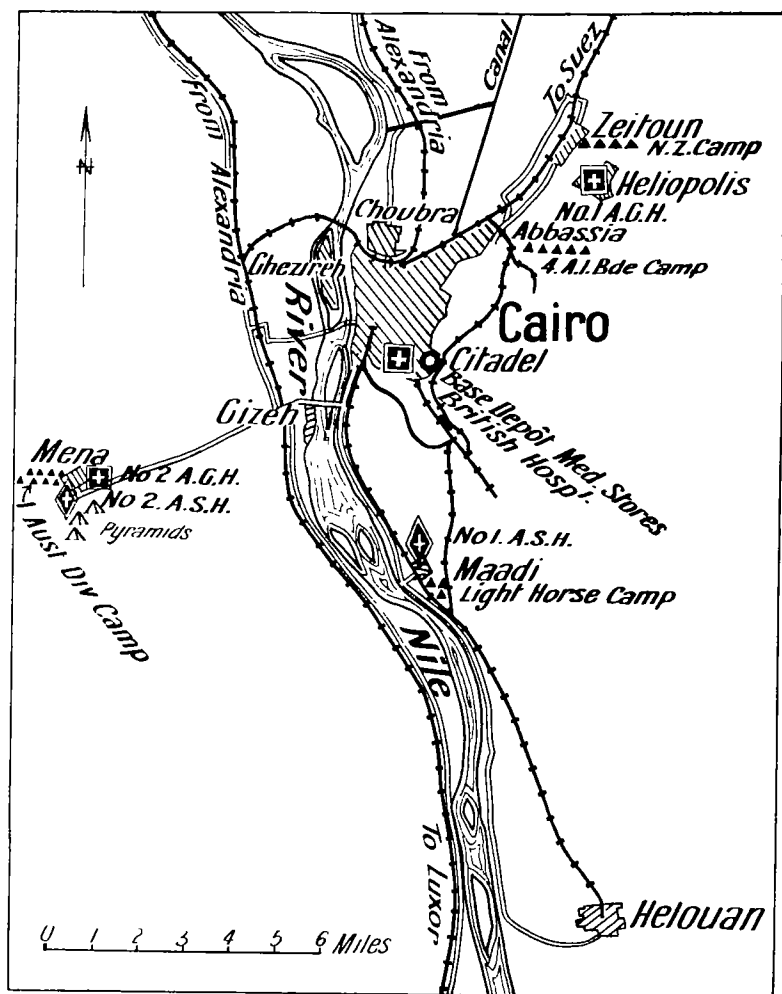 From Alexandria
From
Alexandria
Canal
To Suez
N
Zeitoun
N.Z. Camp
Heliopolis
No.1 A.G.H.
Choubra
Abbassia
4.A.I.Bde Camp
Ghezireh
Cairo
River
Citadel
Base Depôt Med Stores
British Hospl.
Gizeh
Mena
No 2 A.G.H.
No 2. A.S.H.
Pyramids
1 Aust Div Camp
No 1. A.S.H.
Maadi
Light Horse Camp
Nile
To Luxor
Helouan
0 1 2 3 4 5 6 Miles